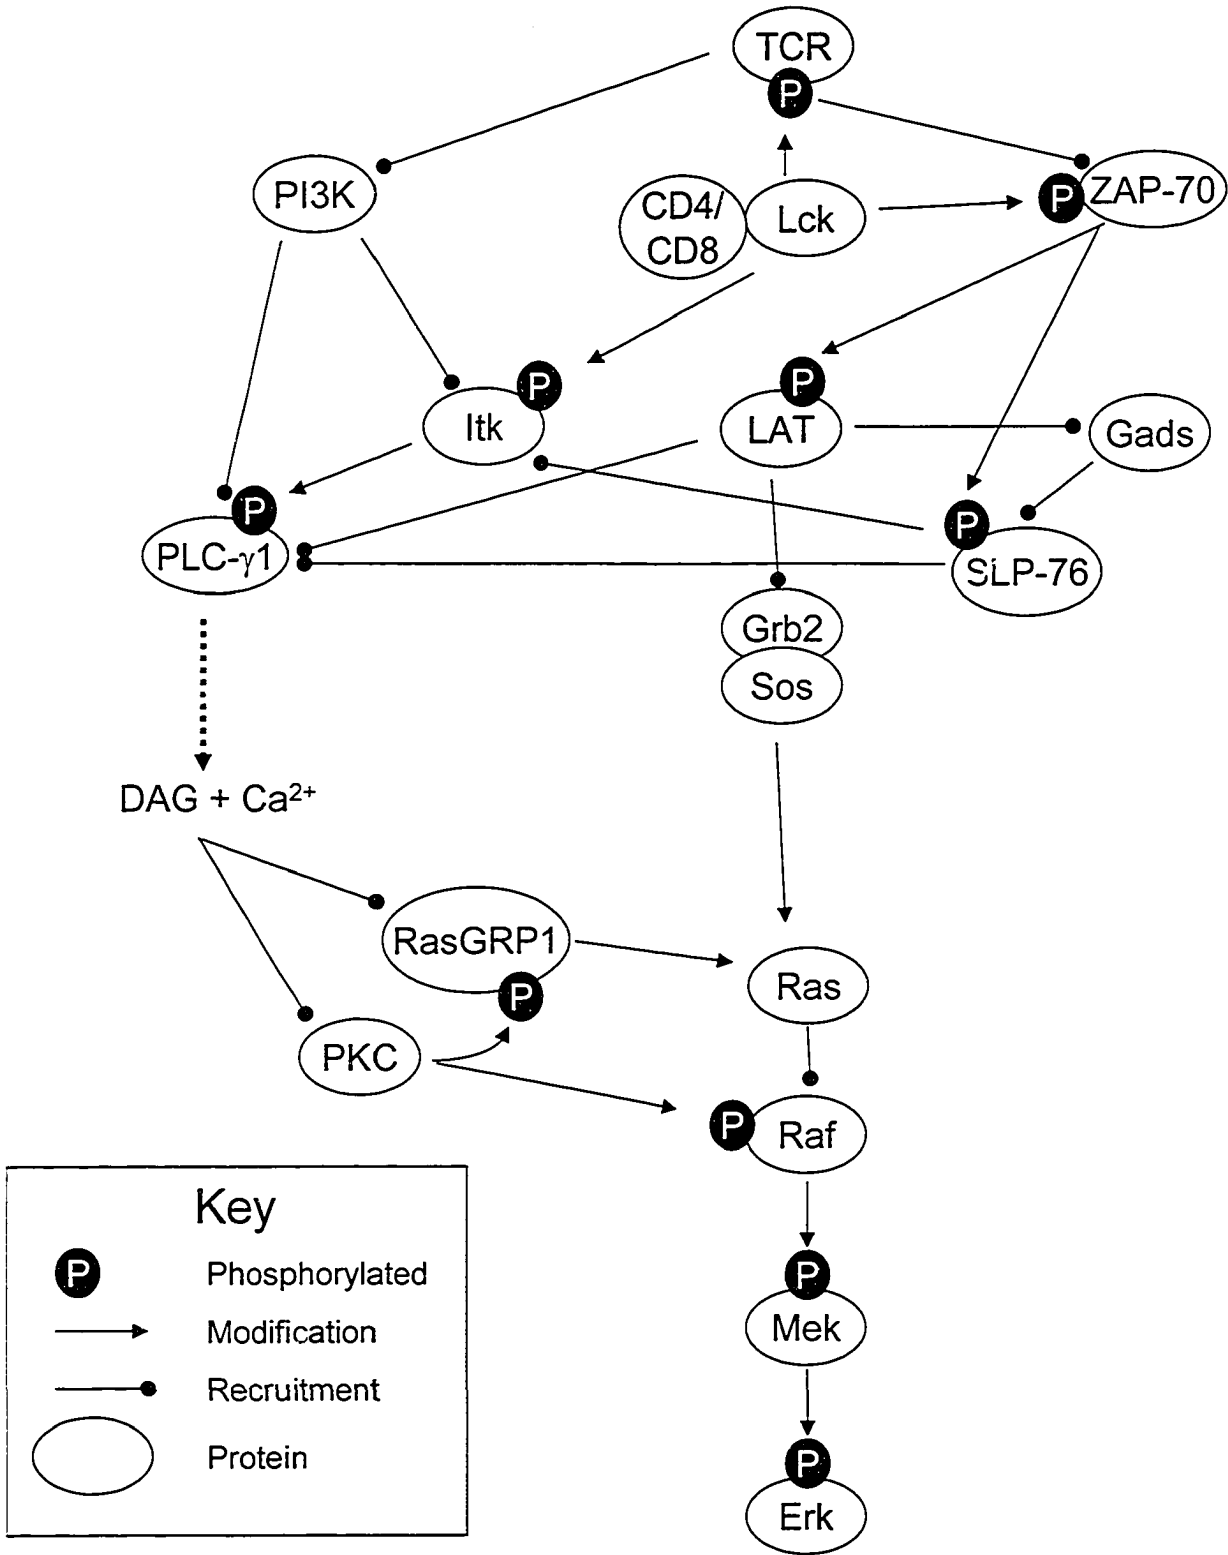 TCR
P
PI3K
CD4/
CD8
Lck
P
ZAP-70
P
Itk
P
LAT
Gads
P
PLC-γ1
P
SLP-76
Grb2
Sos
DAG + Ca²⁺
RasGRP1
P
Ras
PKC
P
Raf
P
Mek
P
Erk
Key
P Phosphorylated
Modification
Recruitment
Protein